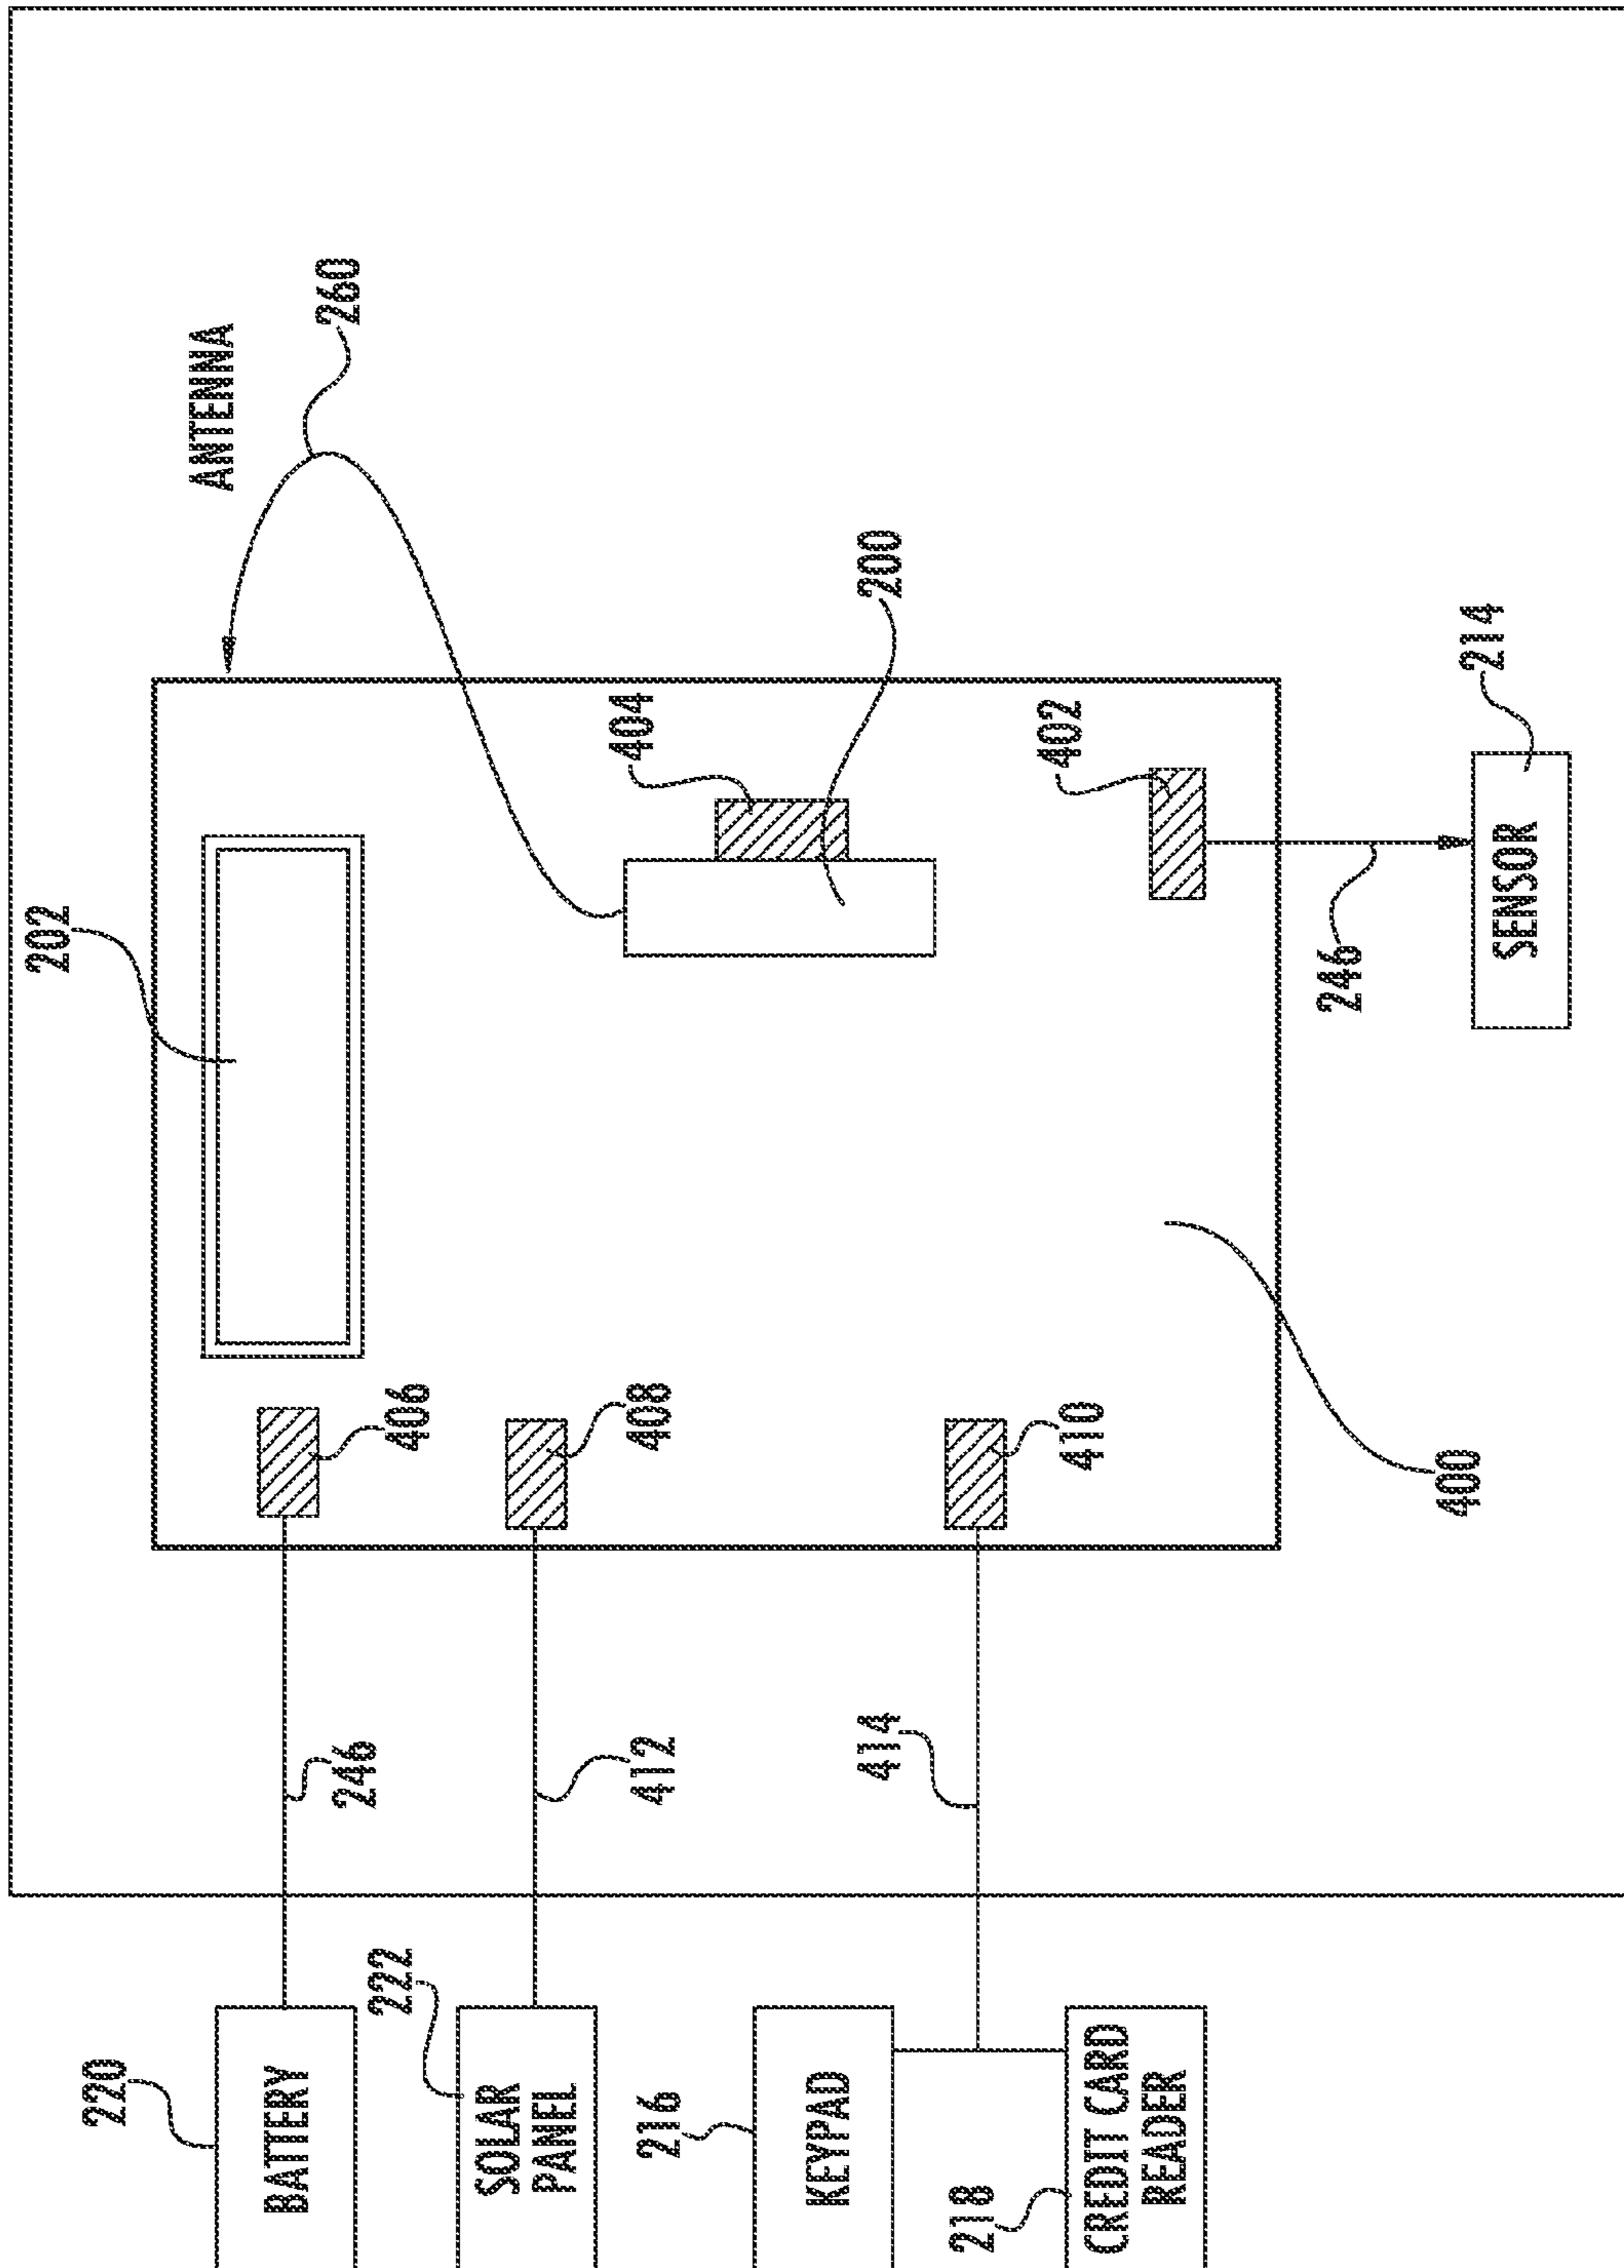 ANTENNA
260
202
404
200
402
214
SENSOR
246
406
408
410
400
246
412
414
220
BATTERY
222
SOLAR
PANEL
216
KEYPAD
218
CREDIT CARD
READER